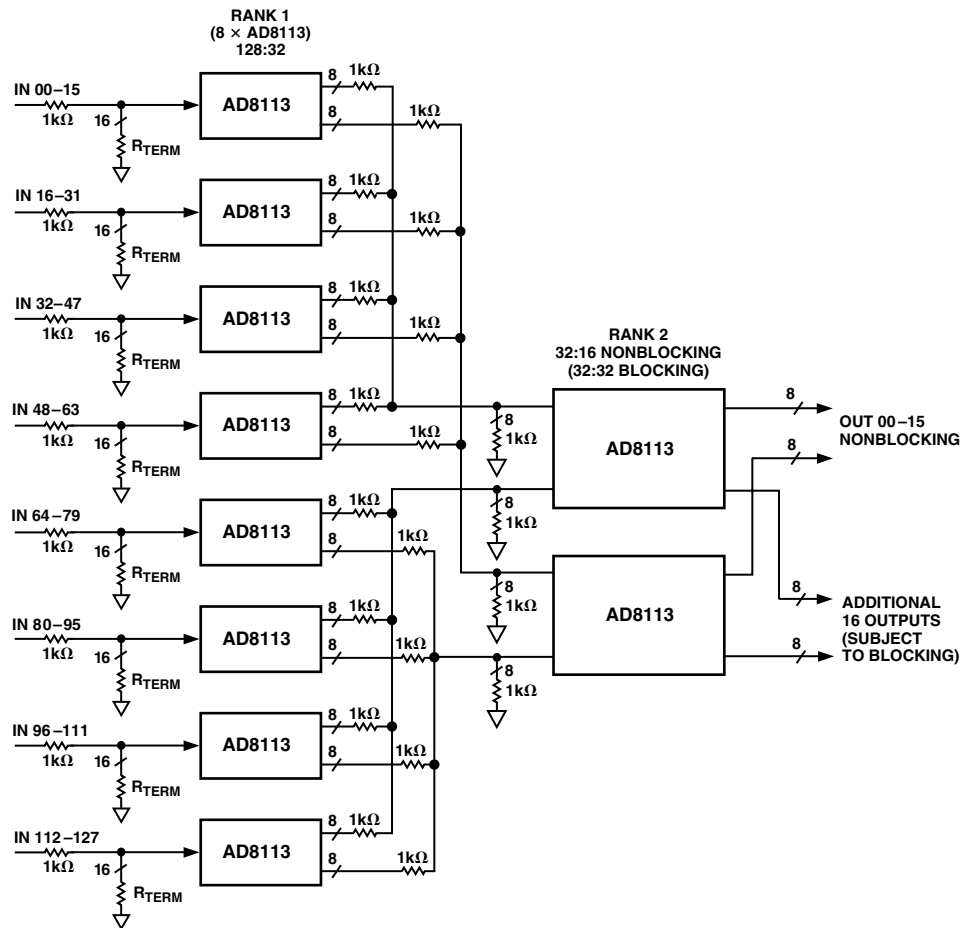 RANK 1
(8 × AD8113)
128:32
IN 00–15
1kΩ
16
RTERM
AD8113
8
1kΩ
8
1kΩ
IN 16–31
1kΩ
16
RTERM
AD8113
8
1kΩ
8
1kΩ
IN 32–47
1kΩ
16
RTERM
AD8113
8
1kΩ
8
1kΩ
IN 48–63
1kΩ
16
RTERM
AD8113
8
1kΩ
8
1kΩ
IN 64–79
1kΩ
16
RTERM
AD8113
8
1kΩ
8
1kΩ
IN 80–95
1kΩ
16
RTERM
AD8113
8
1kΩ
8
1kΩ
IN 96–111
1kΩ
16
RTERM
AD8113
8
1kΩ
8
1kΩ
IN 112–127
1kΩ
16
RTERM
AD8113
8
1kΩ
8
1kΩ
RANK 2
32:16 NONBLOCKING
(32:32 BLOCKING)
8
1kΩ
8
1kΩ
AD8113
8
1kΩ
8
1kΩ
AD8113
8
8
OUT 00–15
NONBLOCKING
8
8
ADDITIONAL
16 OUTPUTS
(SUBJECT
TO BLOCKING)